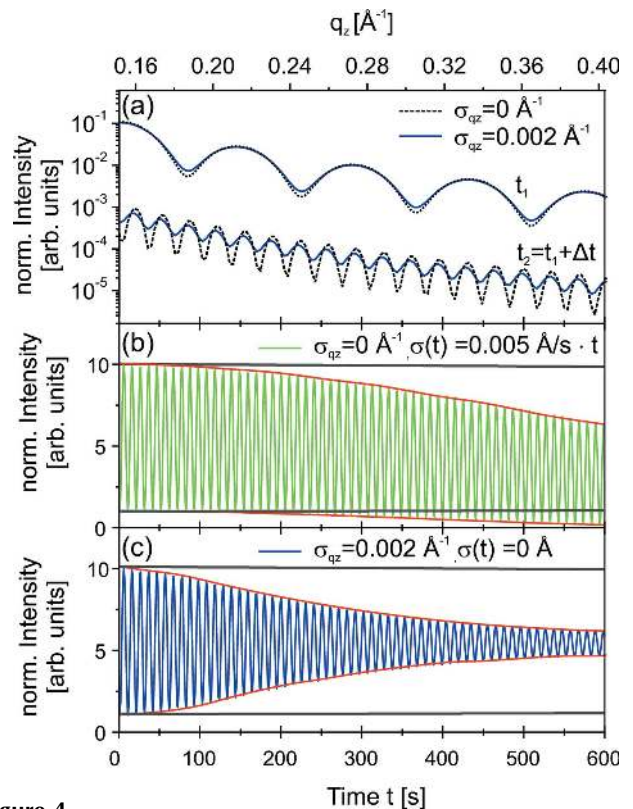 q_z [Å⁻¹]
0.16 0.20 0.24 0.28 0.32 0.36 0.40
(a)
σ_qz=0 Å⁻¹
σ_qz=0.002 Å⁻¹
10⁻¹
10⁻²
10⁻³
10⁻⁴
10⁻⁵
norm. Intensity
[arb. units]
t₁
t₂=t₁+Δt
(b)
σ_qz=0 Å⁻¹,σ(t) =0.005 Å/s · t
10
5
0
norm. Intensity
[arb. units]
(c)
σ_qz=0.002 Å⁻¹,σ(t) =0 Å
10
5
0
norm. Intensity
[arb. units]
0 100 200 300 400 500 600
Time t [s]